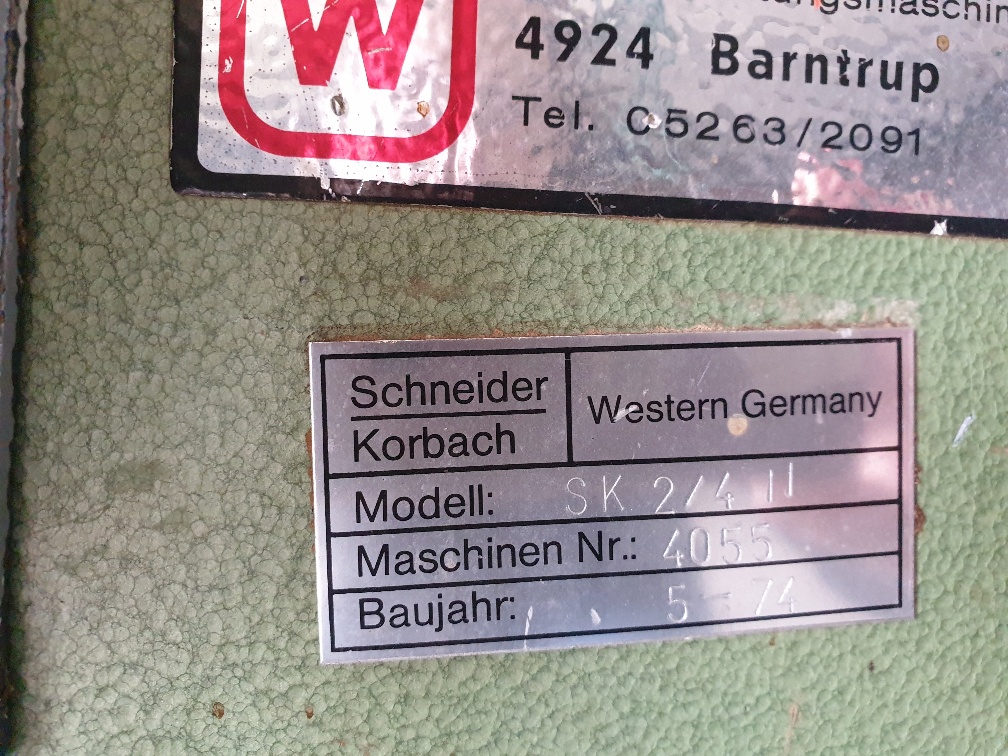 W
4924 Barntrup
Tel. 05263/2091
Schneider
Korbach
Western Germany
Modell: SK 2/4 II
Maschinen Nr.: 4055
Baujahr: 5 - 74